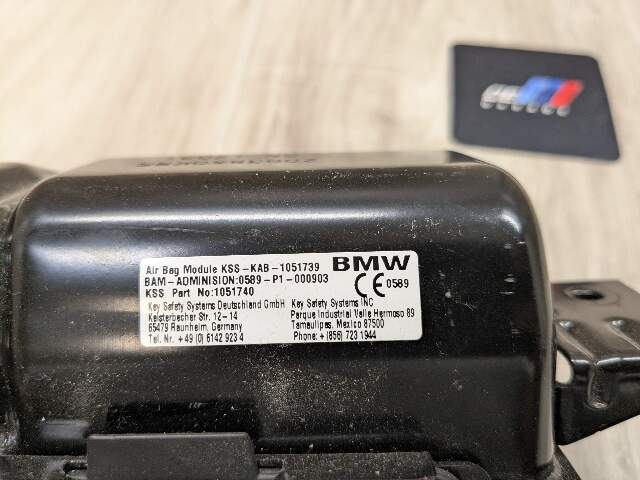 Air Bag Module KSS-KAB-1051739 BMW
BAM-ADMINISION:0589-P1-000903
KSS Part No:1051740 CE 0589
Key Safety Systems Deutschland GmbH Key Safety Systems INC
Kelsterbacher Str. 12-14 Parque Industrial Valle Hermoso 89
65479 Raunheim, Germany Tamaulipas, Mexico 87500
Tel. Nr. +49 (0) 6142 923 4 Phone: +(856) 723 1944